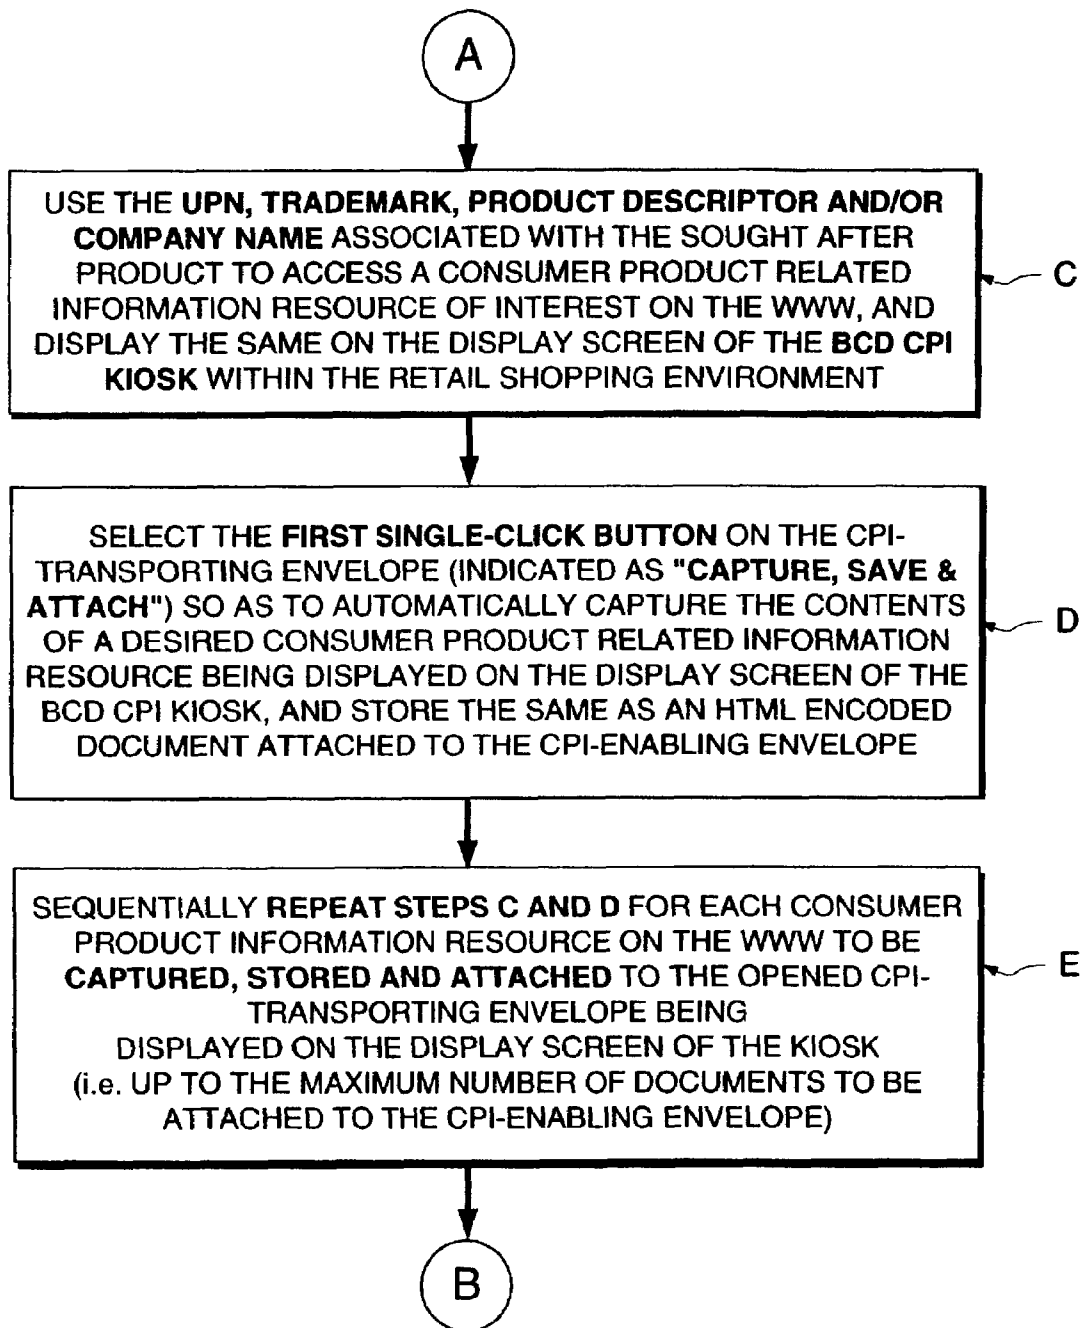 A
USE THE UPN, TRADEMARK, PRODUCT DESCRIPTOR AND/OR
COMPANY NAME ASSOCIATED WITH THE SOUGHT AFTER
PRODUCT TO ACCESS A CONSUMER PRODUCT RELATED
INFORMATION RESOURCE OF INTEREST ON THE WWW, AND
DISPLAY THE SAME ON THE DISPLAY SCREEN OF THE BCD CPI
KIOSK WITHIN THE RETAIL SHOPPING ENVIRONMENT
C
SELECT THE FIRST SINGLE-CLICK BUTTON ON THE CPI-
TRANSPORTING ENVELOPE (INDICATED AS "CAPTURE, SAVE &
ATTACH") SO AS TO AUTOMATICALLY CAPTURE THE CONTENTS
OF A DESIRED CONSUMER PRODUCT RELATED INFORMATION
RESOURCE BEING DISPLAYED ON THE DISPLAY SCREEN OF THE
BCD CPI KIOSK, AND STORE THE SAME AS AN HTML ENCODED
DOCUMENT ATTACHED TO THE CPI-ENABLING ENVELOPE
D
SEQUENTIALLY REPEAT STEPS C AND D FOR EACH CONSUMER
PRODUCT INFORMATION RESOURCE ON THE WWW TO BE
CAPTURED, STORED AND ATTACHED TO THE OPENED CPI-
TRANSPORTING ENVELOPE BEING
DISPLAYED ON THE DISPLAY SCREEN OF THE KIOSK
(i.e. UP TO THE MAXIMUM NUMBER OF DOCUMENTS TO BE
ATTACHED TO THE CPI-ENABLING ENVELOPE)
E
B